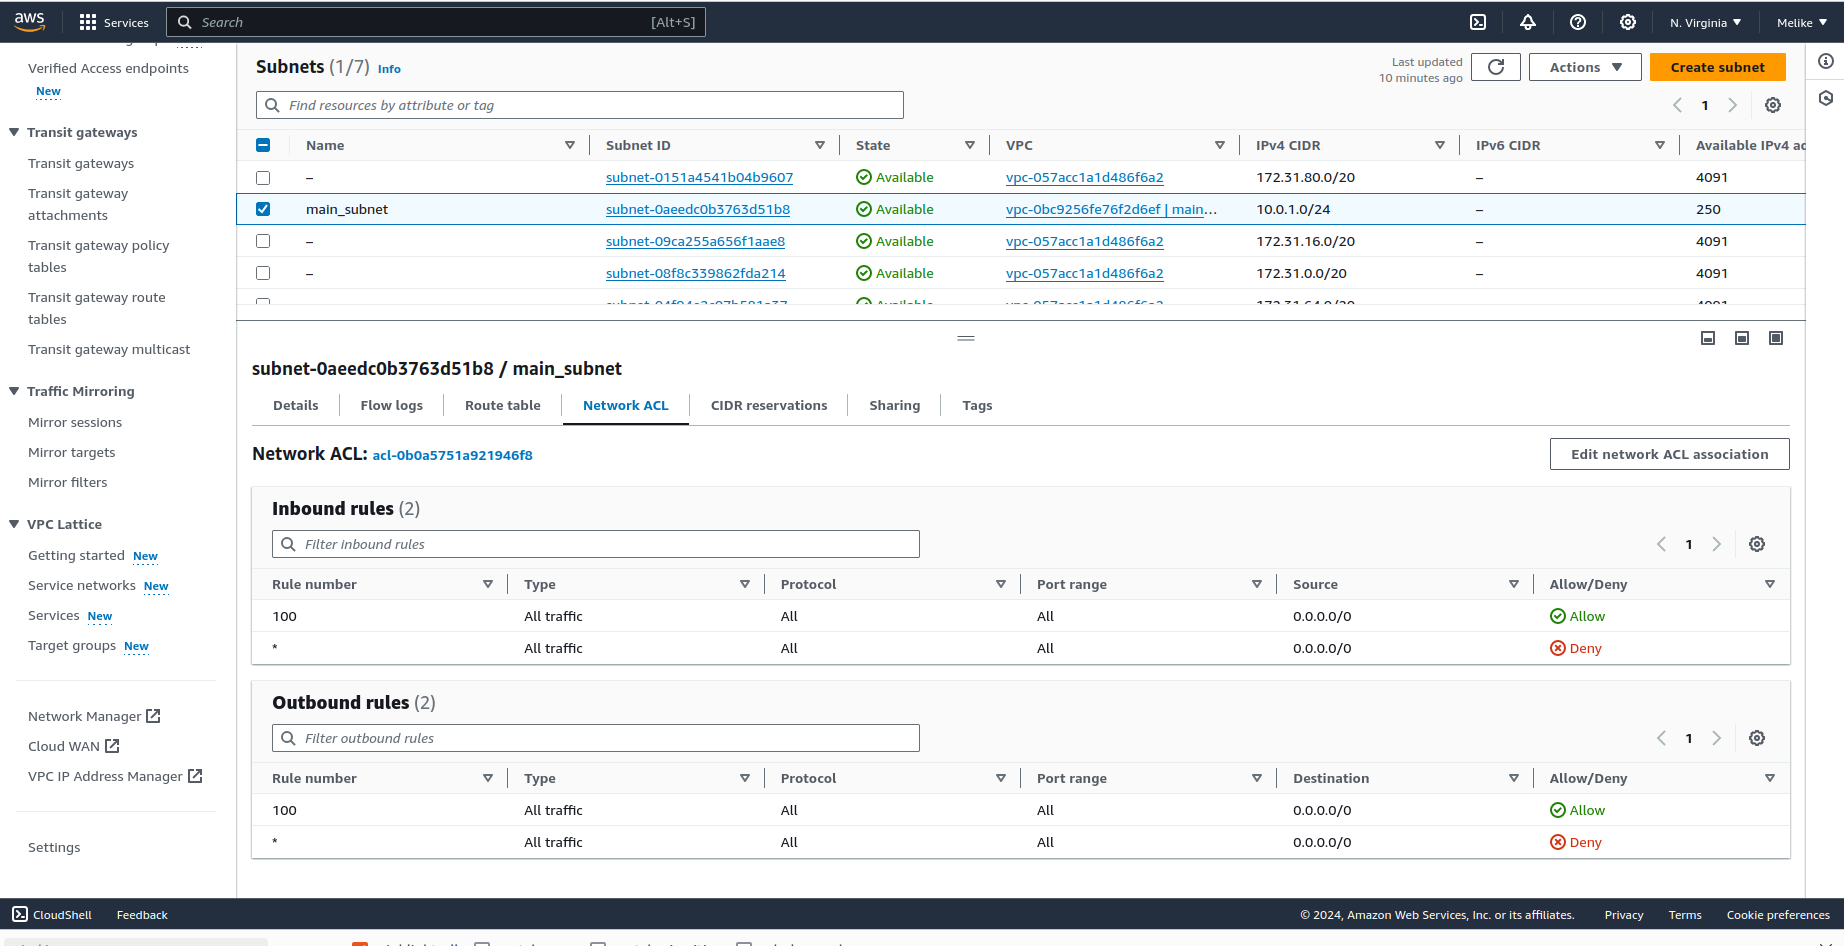 aws Services Search [Alt+S] N. Virginia Melike
Verified Access endpoints
New
Transit gateways
Transit gateways
Transit gateway
attachments
Transit gateway policy
tables
Transit gateway route
tables
Transit gateway multicast
Traffic Mirroring
Mirror sessions
Mirror targets
Mirror filters
VPC Lattice
Getting started New
Service networks New
Services New
Target groups New
Network Manager
Cloud WAN
VPC IP Address Manager
Settings
Subnets (1/7) Info
Last updated
10 minutes ago
Actions
Create subnet
Find resources by attribute or tag
1
Name Subnet ID State VPC IPv4 CIDR IPv6 CIDR Available IPv4 ac
– subnet-0151a4541b04b9607 Available vpc-057acc1a1d486f6a2 172.31.80.0/20 – 4091
main_subnet subnet-0aeedc0b3763d51b8 Available vpc-0bc9256fe76f2d6ef | main... 10.0.1.0/24 – 250
– subnet-09ca255a656f1aae8 Available vpc-057acc1a1d486f6a2 172.31.16.0/20 – 4091
– subnet-08f8c339862fda214 Available vpc-057acc1a1d486f6a2 172.31.0.0/20 – 4091
subnet-0aeedc0b3763d51b8 / main_subnet
Details Flow logs Route table Network ACL CIDR reservations Sharing Tags
Network ACL: acl-0b0a5751a921946f8
Edit network ACL association
Inbound rules (2)
Filter inbound rules
1
Rule number Type Protocol Port range Source Allow/Deny
100 All traffic All All 0.0.0.0/0 Allow
* All traffic All All 0.0.0.0/0 Deny
Outbound rules (2)
Filter outbound rules
1
Rule number Type Protocol Port range Destination Allow/Deny
100 All traffic All All 0.0.0.0/0 Allow
* All traffic All All 0.0.0.0/0 Deny
CloudShell Feedback © 2024, Amazon Web Services, Inc. or its affiliates. Privacy Terms Cookie preferences